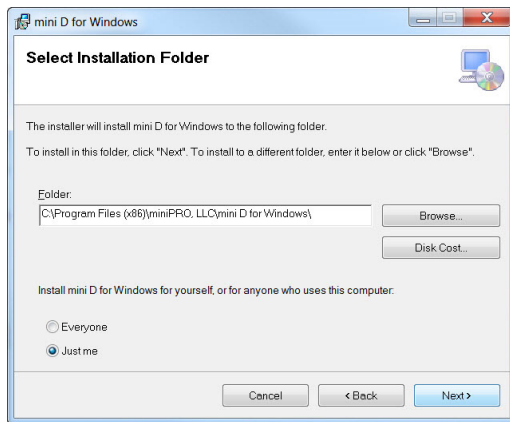 mini D for Windows
Select Installation Folder
The installer will install mini D for Windows to the following folder.
To install in this folder, click "Next". To install to a different folder, enter it below or click "Browse".
Folder:
C:\Program Files (x86)\miniPRO, LLC\mini D for Windows\
Browse...
Disk Cost...
Install mini D for Windows for yourself, or for anyone who uses this computer:
Everyone
Just me
Cancel
< Back
Next >